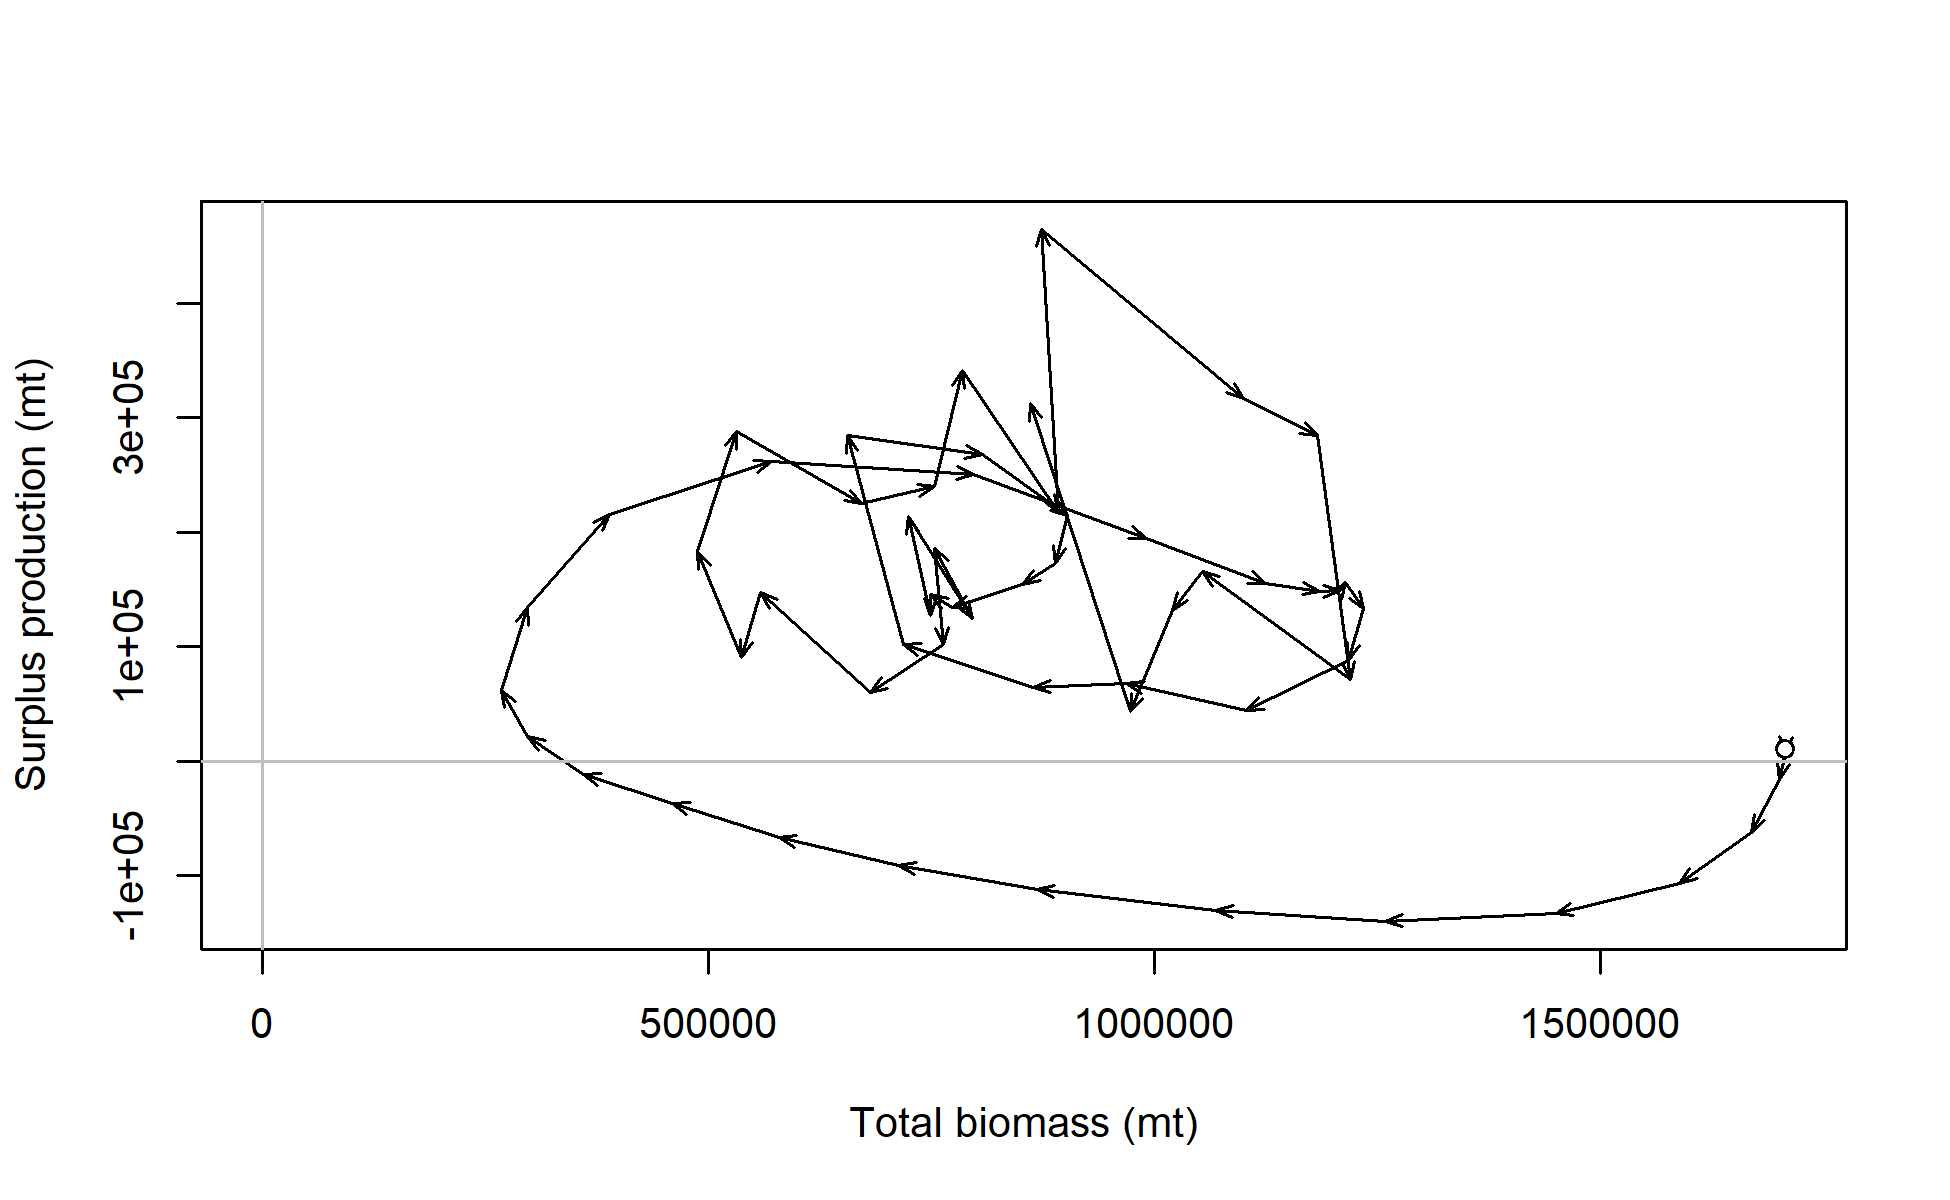 Surplus production (mt)
3e+05
1e+05
-1e+05
0
500000
1000000
1500000
Total biomass (mt)